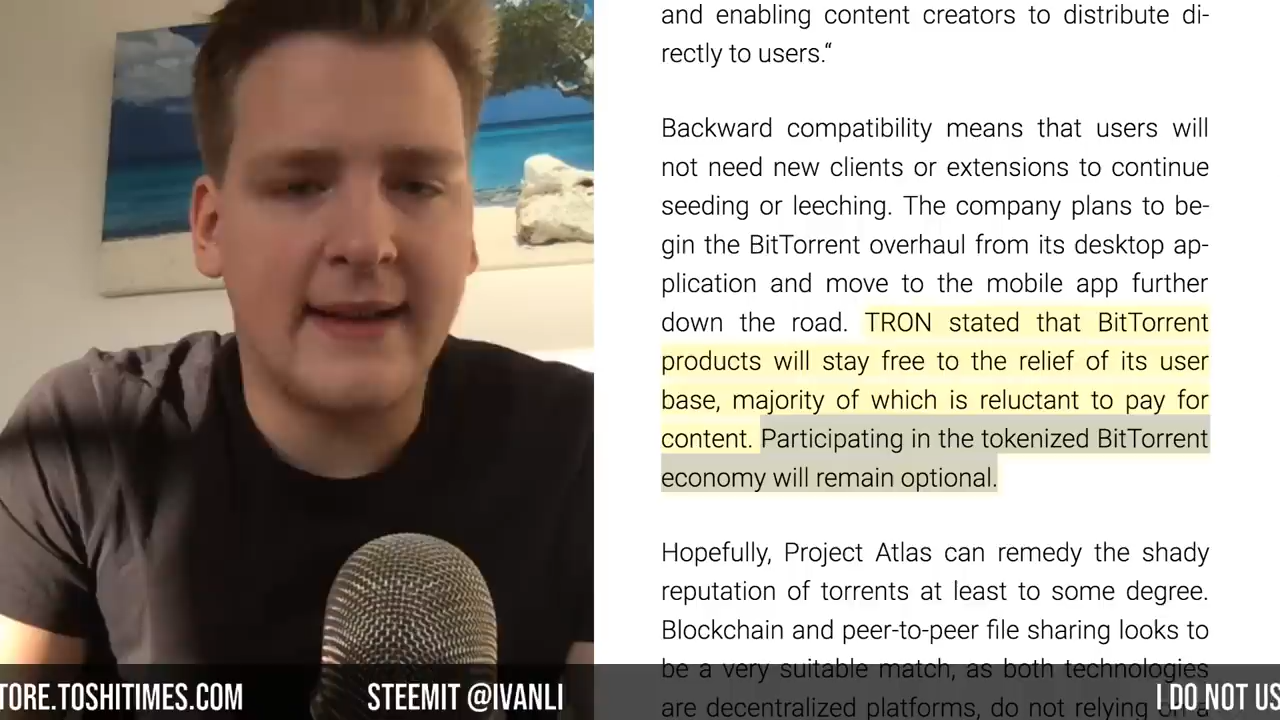 and enabling content creators to distribute di-
rectly to users.“
Backward compatibility means that users will
not need new clients or extensions to continue
seeding or leeching. The company plans to be-
gin the BitTorrent overhaul from its desktop ap-
plication and move to the mobile app further
down the road. TRON stated that BitTorrent
products will stay free to the relief of its user
base, majority of which is reluctant to pay for
content. Participating in the tokenized BitTorrent
economy will remain optional.
Hopefully, Project Atlas can remedy the shady
reputation of torrents at least to some degree.
Blockchain and peer-to-peer file sharing looks to
be a very suitable match, as both technologies
are decentralized platforms, do not relying on a
TORE.TOSHITIMES.COM STEEMIT @IVANLI I DO NOT US